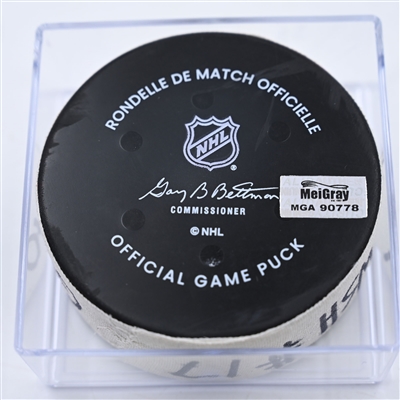 RONDELLE DE MATCH OFFICIELLE
NHL
Gary B Bettman
COMMISSIONER
© NHL
OFFICIAL GAME PUCK
MeiGray
MGA 90778